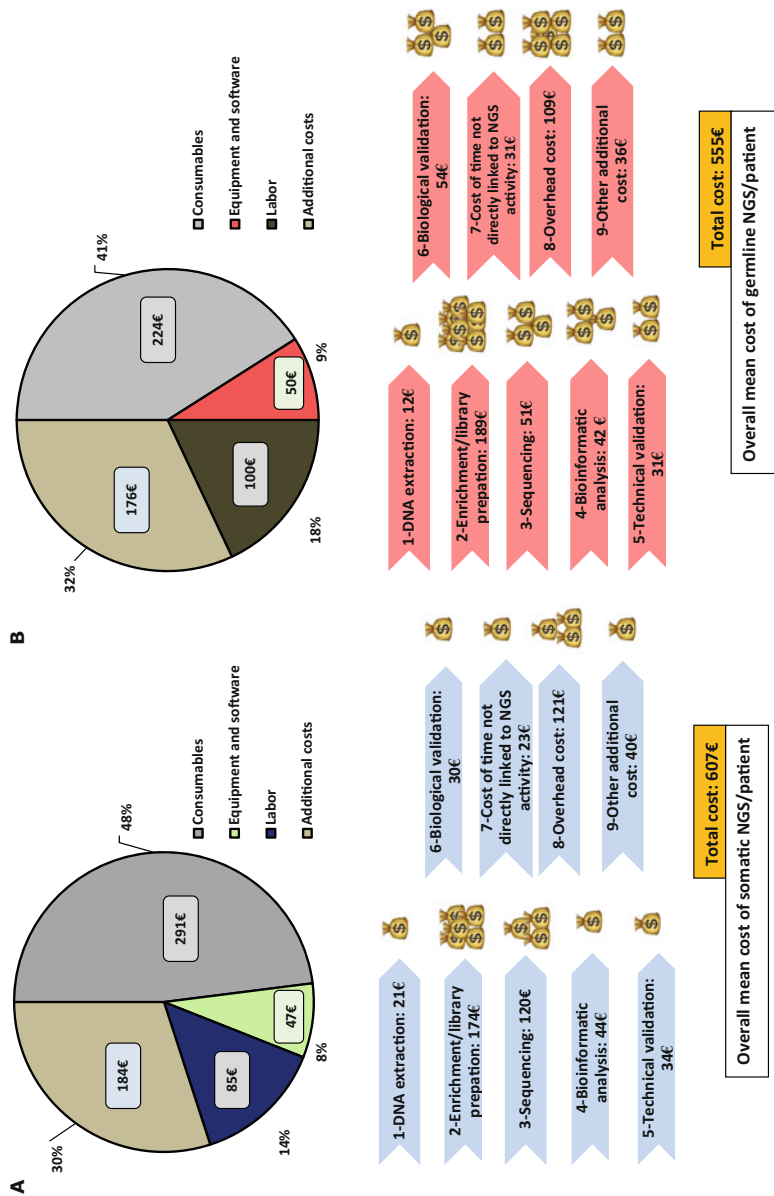 A
30%
48%
184€
291€
85€
47€
14%
8%
Consumables
Equipment and software
Labor
Additional costs
1-DNA extraction: 21€
2-Enrichment/library
prepation: 174€
3-Sequencing: 120€
4-Bioinformatic
analysis: 44€
5-Technical validation:
34€
6-Biological validation:
30€
7-Cost of time not
directly linked to NGS
activity: 23€
8-Overhead cost: 121€
9-Other additional
cost: 40€
Total cost: 607€
Overall mean cost of somatic NGS/patient
B
32%
41%
176€
224€
100€
50€
18%
9%
Consumables
Equipment and software
Labor
Additional costs
1-DNA extraction: 12€
2-Enrichment/library
prepation: 189€
3-Sequencing: 51€
4-Bioinformatic
analysis: 42 €
5-Technical validation:
31€
6-Biological validation:
54€
7-Cost of time not
directly linked to NGS
activity: 31€
8-Overhead cost: 109€
9-Other additional
cost: 36€
Total cost: 555€
Overall mean cost of germline NGS/patient